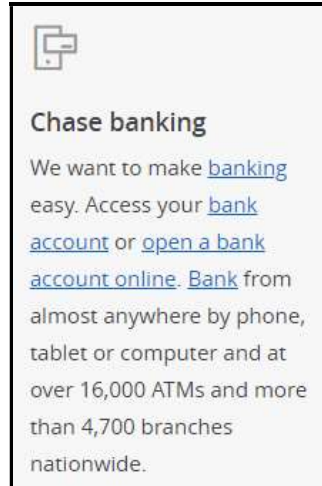 Chase banking
We want to make banking
easy. Access your bank
account or open a bank
account online. Bank from
almost anywhere by phone,
tablet or computer and at
over 16,000 ATMs and more
than 4,700 branches
nationwide.